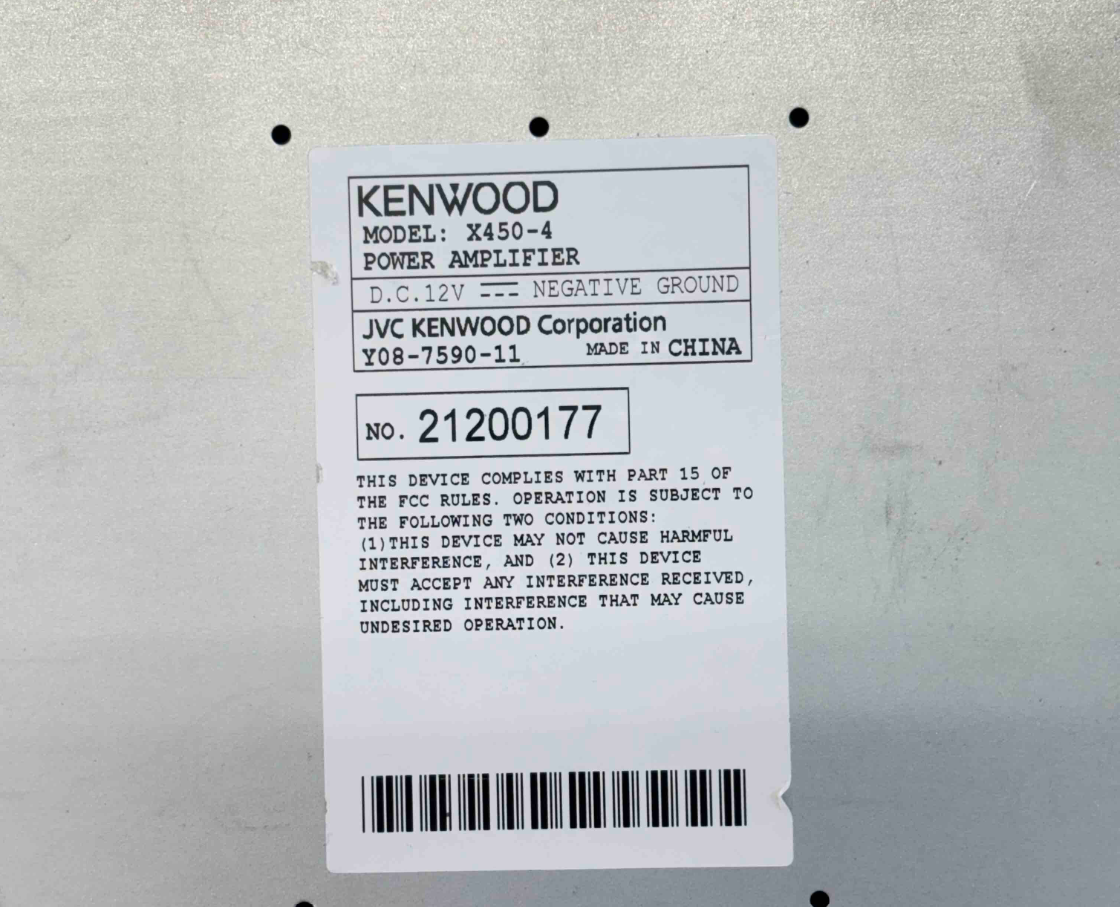 KENWOOD
MODEL: X450-4
POWER AMPLIFIER
D.C.12V NEGATIVE GROUND
JVC KENWOOD Corporation
Y08-7590-11 MADE IN CHINA
NO. 21200177
THIS DEVICE COMPLIES WITH PART 15 OF
THE FCC RULES. OPERATION IS SUBJECT TO
THE FOLLOWING TWO CONDITIONS:
(1)THIS DEVICE MAY NOT CAUSE HARMFUL
INTERFERENCE, AND (2) THIS DEVICE
MUST ACCEPT ANY INTERFERENCE RECEIVED,
INCLUDING INTERFERENCE THAT MAY CAUSE
UNDESIRED OPERATION.